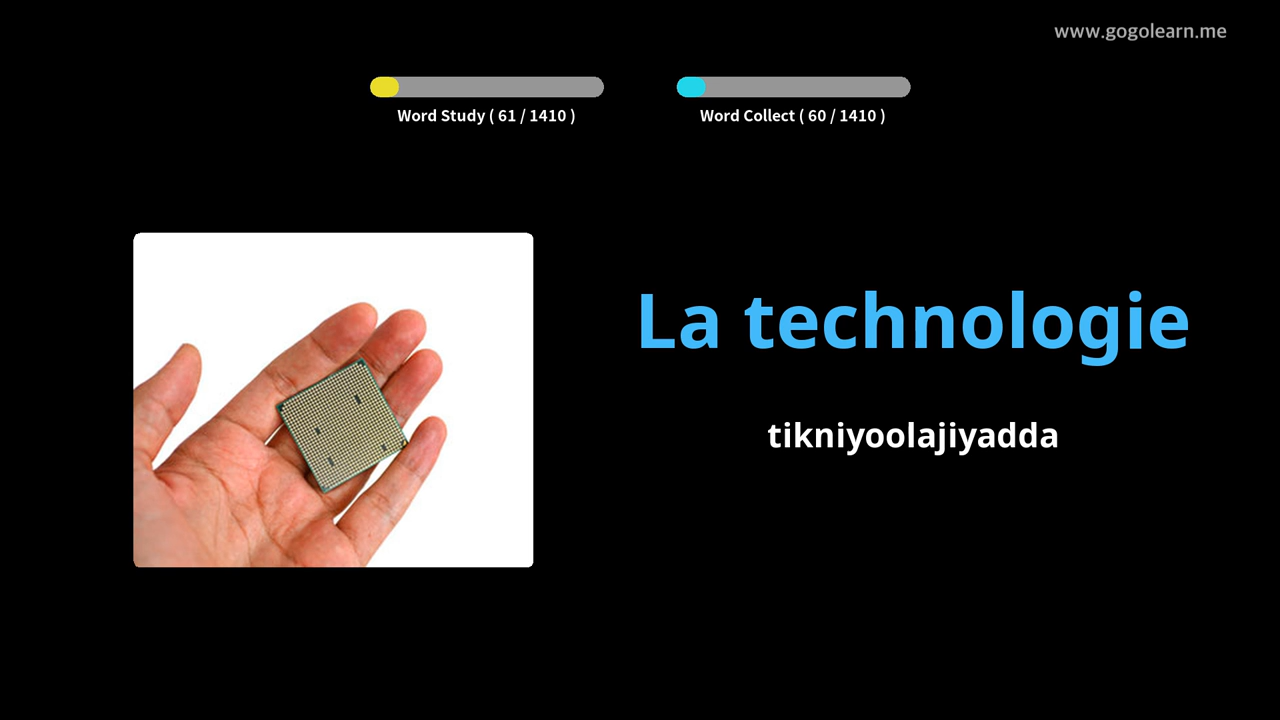 www.gogolearn.me
Word Study ( 61 / 1410 )
Word Collect ( 60 / 1410 )
La technologie
tikniyoolajiyadda